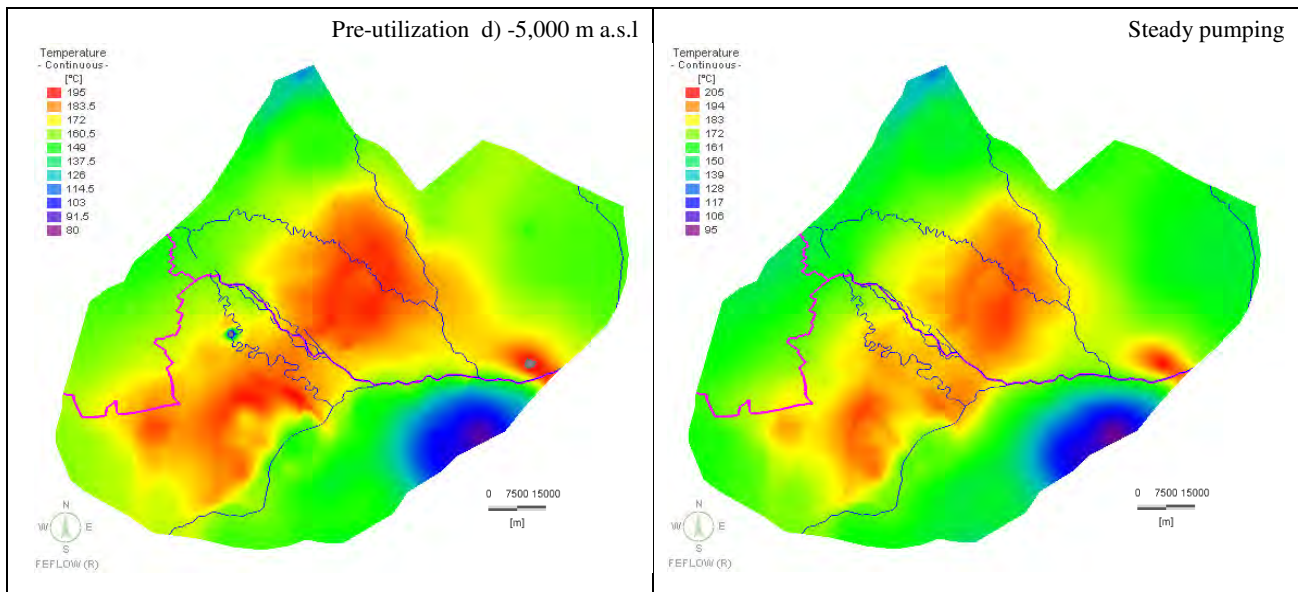 Pre-utilization d) -5,000 m a.s.l
Temperature
- Continuous -
[°C]
195
183.5
172
160.5
149
137.5
126
114.5
103
91.5
80
0 7500 15000
[m]
N
W E
S
FEFLOW (R)
Steady pumping
Temperature
- Continuous -
[°C]
205
194
183
172
161
150
139
128
117
106
95
0 7500 15000
[m]
N
W E
S
FEFLOW (R)